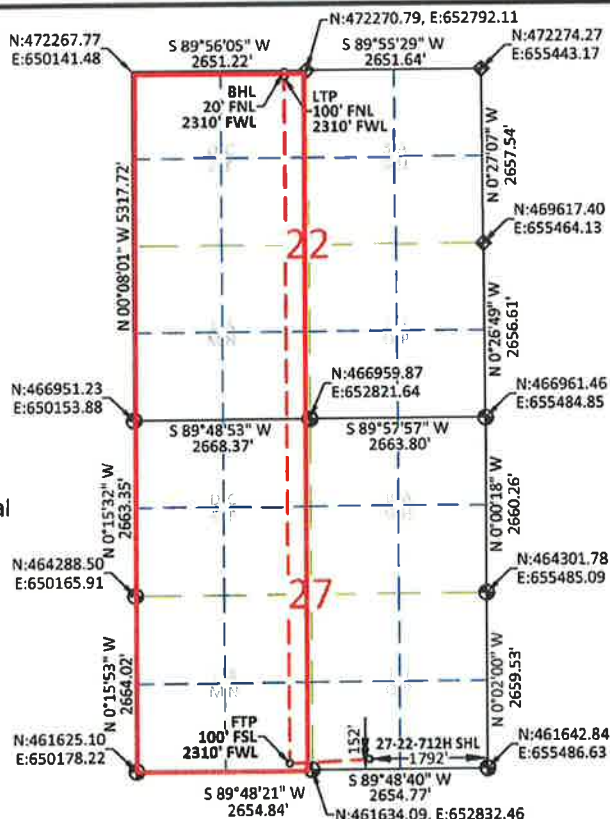 N:472270.79, E:652792.11
N:472267.77
E:650141.48
S 89°56'05" W
2651.22'
S 89°55'29" W
2651.64'
N:472274.27
E:655443.17
BHL
20' FNL
2310' FWL
LTP
100' FNL
2310' FWL
N 0°27'07" W
2657.54'
N 00°08'01" W 5317.72'
22
N:469617.40
E:655464.13
N 0°26'49" W
2656.61'
N:466959.87
E:652821.64
N:466951.23
E:650153.88
N:466961.46
E:655484.85
S 89°48'53" W
2668.37'
S 89°57'57" W
2663.80'
al
N 0°15'32" W
2663.35'
N 0°00'18" W
2660.26'
N:464288.50
E:650165.91
27
N:464301.78
E:655485.09
N 0°15'53" W
2664.02'
N 0°02'00" W
2659.53'
N:461625.10
E:650178.22
FTP
100' FSL
2310' FWL
152'
27-22-712H SHL
1792'
N:461642.84
E:655486.63
S 89°48'21" W
2654.84'
S 89°48'40" W
2654.77'
N:461634.09, E:652832.46